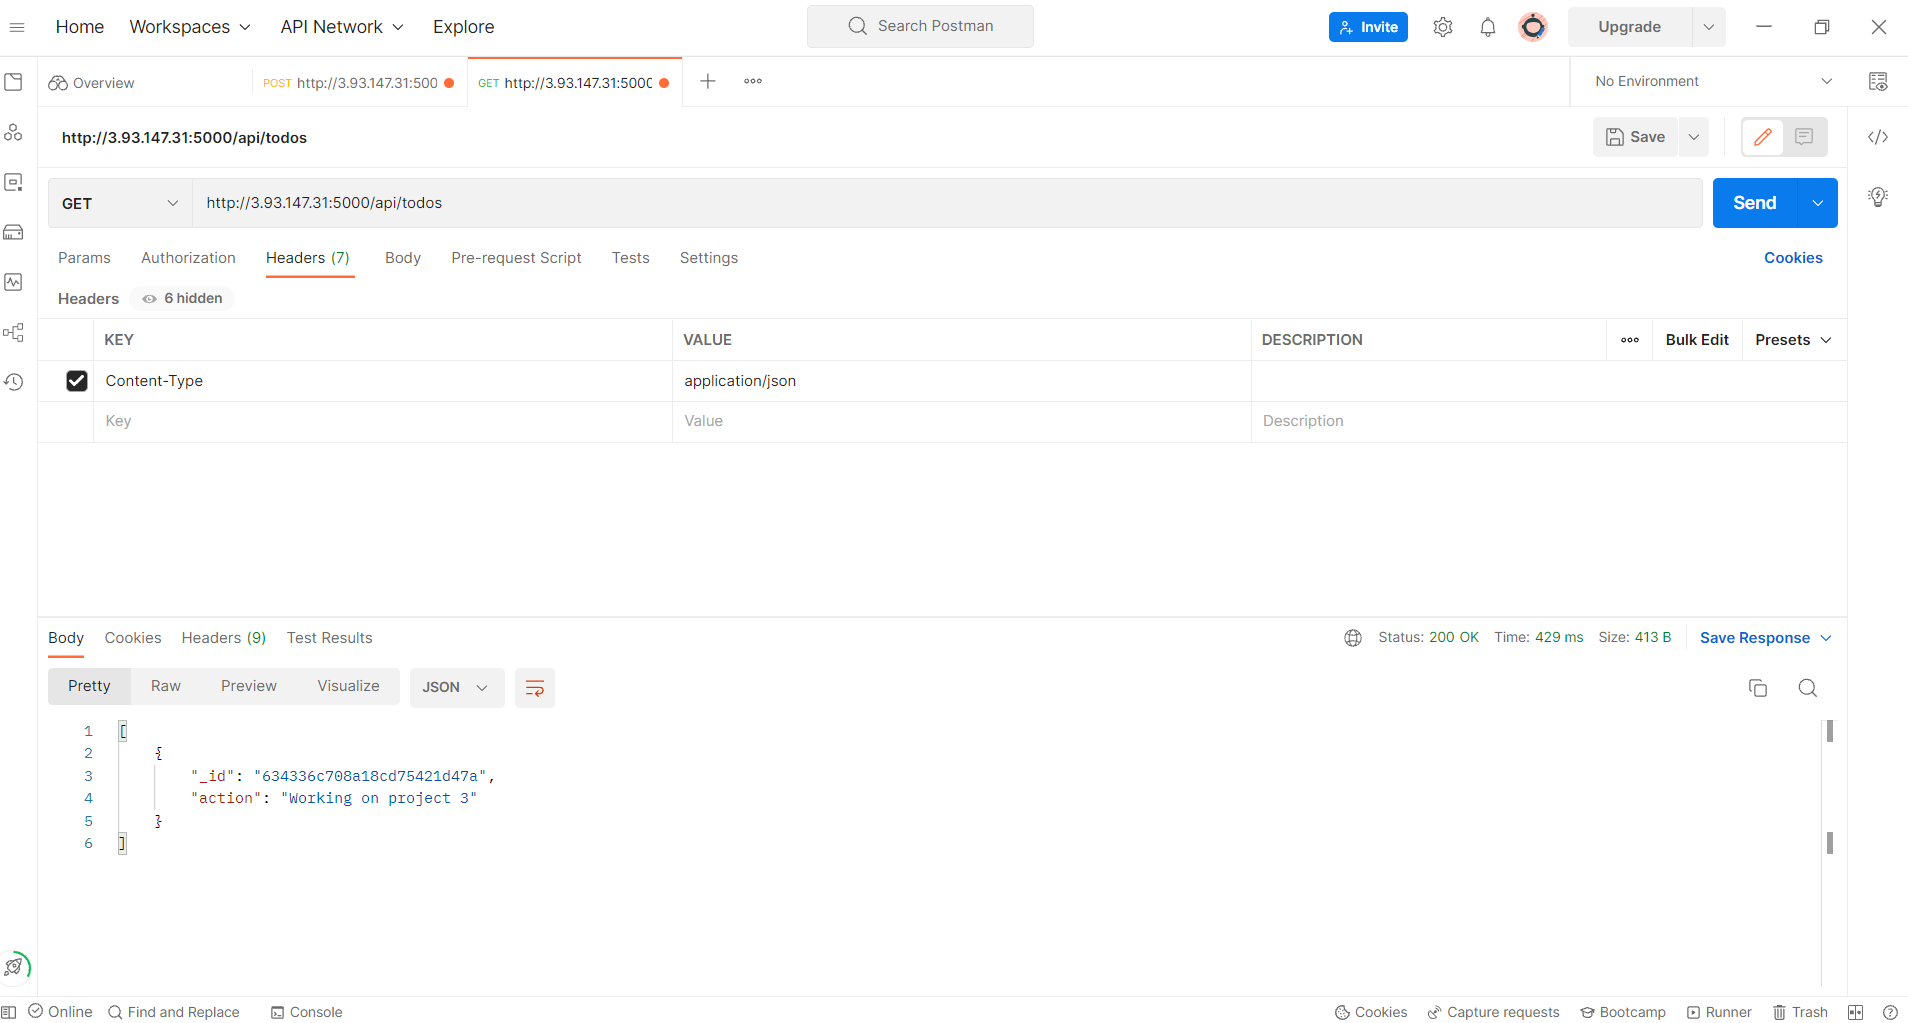 Home Workspaces API Network Explore Search Postman Invite Upgrade
Overview POST http://3.93.147.31:500 GET http://3.93.147.31:5000 No Environment
http://3.93.147.31:5000/api/todos Save
GET http://3.93.147.31:5000/api/todos Send
Params Authorization Headers (7) Body Pre-request Script Tests Settings Cookies
Headers 6 hidden
KEY VALUE DESCRIPTION Bulk Edit Presets
Content-Type application/json
Key Value Description
Body Cookies Headers (9) Test Results Status: 200 OK Time: 429 ms Size: 413 B Save Response
Pretty Raw Preview Visualize JSON
1 [
2 {
3 "_id": "634336c708a18cd75421d47a",
4 "action": "Working on project 3"
5 }
6 ]
Online Find and Replace Console Cookies Capture requests Bootcamp Runner Trash